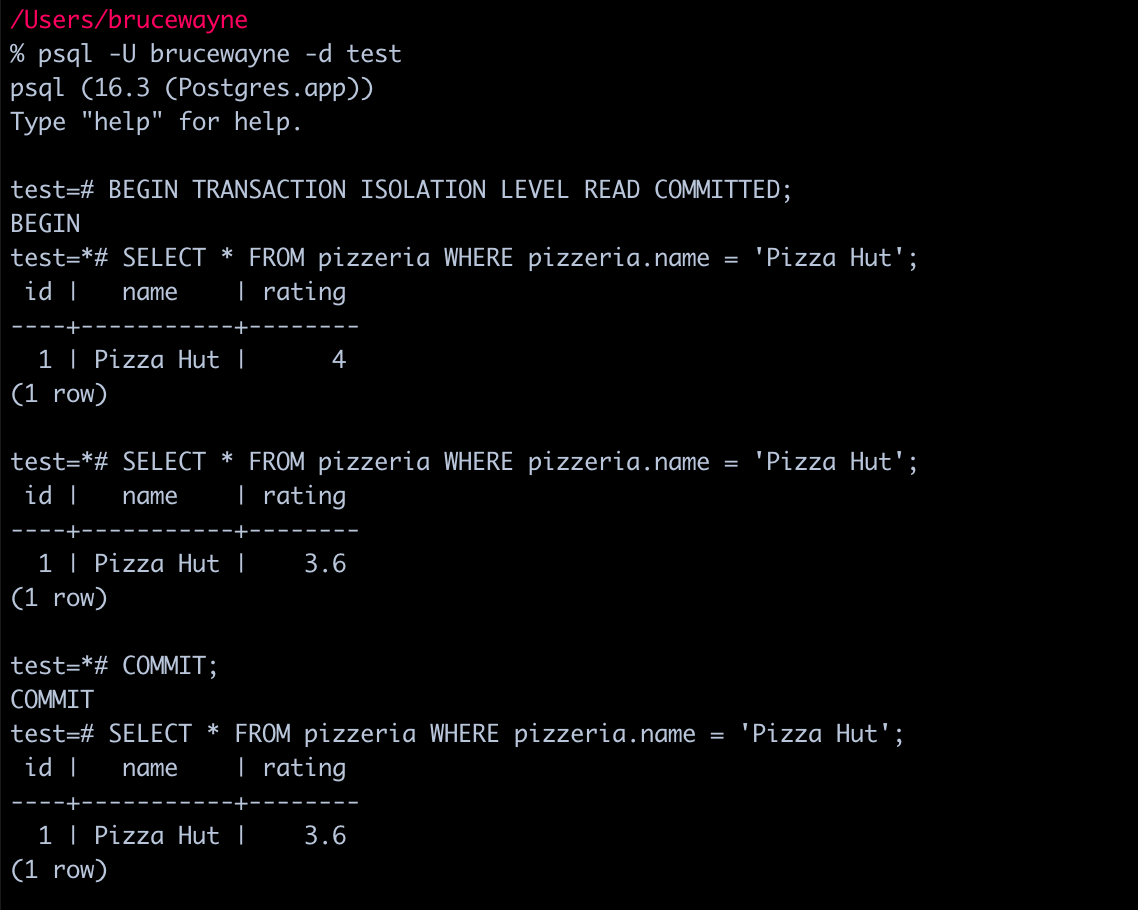 /Users/brucewayne
% psql -U brucewayne -d test
psql (16.3 (Postgres.app))
Type "help" for help.

test=# BEGIN TRANSACTION ISOLATION LEVEL READ COMMITTED;
BEGIN
test=*# SELECT * FROM pizzeria WHERE pizzeria.name = 'Pizza Hut';
 id |   name    | rating
----+-----------+--------
  1 | Pizza Hut |      4
(1 row)

test=*# SELECT * FROM pizzeria WHERE pizzeria.name = 'Pizza Hut';
 id |   name    | rating
----+-----------+--------
  1 | Pizza Hut |    3.6
(1 row)

test=*# COMMIT;
COMMIT
test=# SELECT * FROM pizzeria WHERE pizzeria.name = 'Pizza Hut';
 id |   name    | rating
----+-----------+--------
  1 | Pizza Hut |    3.6
(1 row)